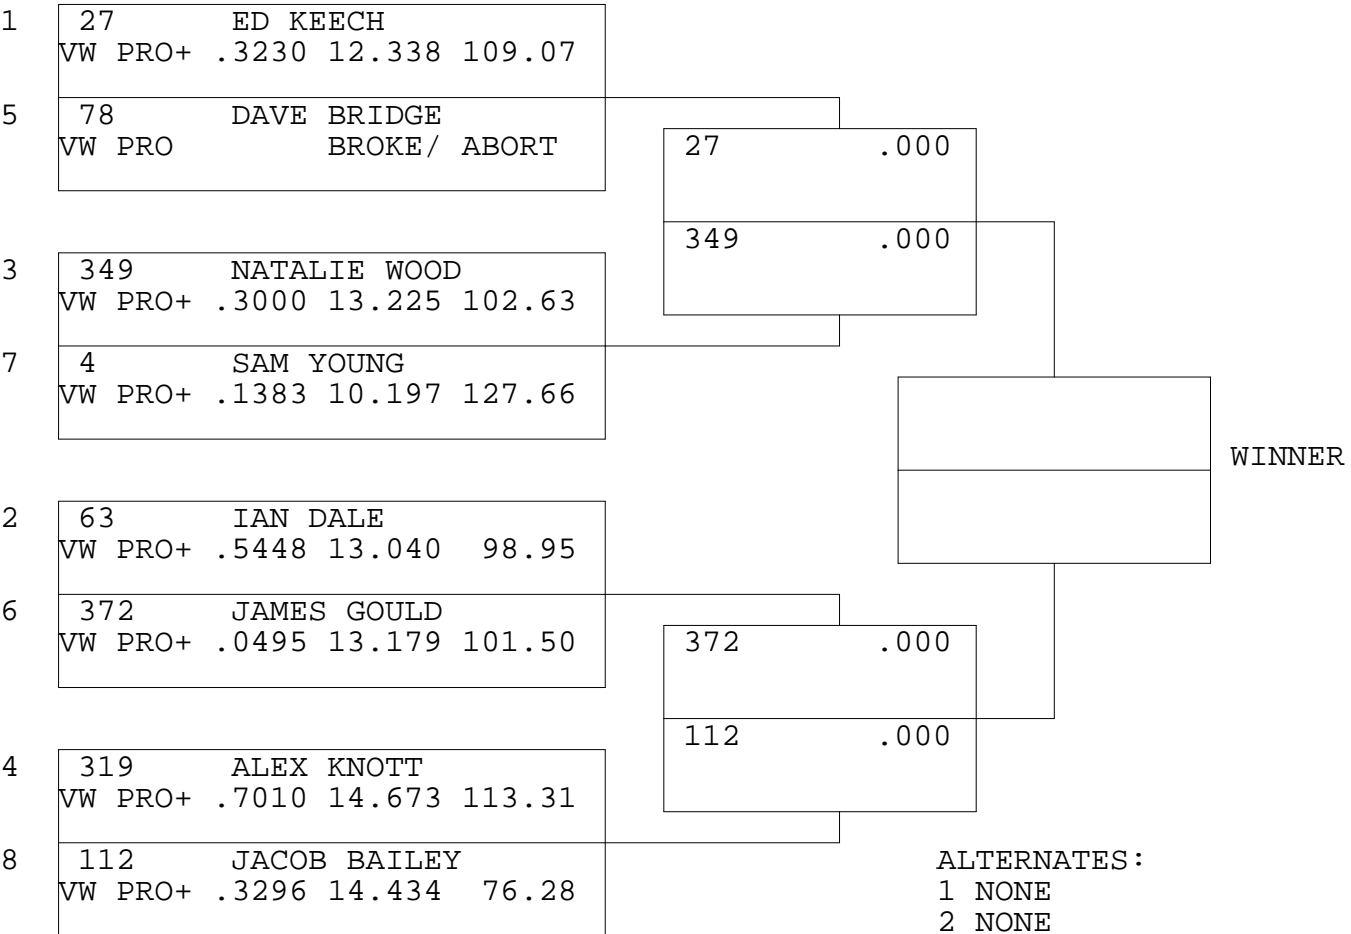 1 27 ED KEECH
VW PRO+ .3230 12.338 109.07
5 78 DAVE BRIDGE
VW PRO BROKE/ ABORT
27 .000
349 .000
3 349 NATALIE WOOD
VW PRO+ .3000 13.225 102.63
7 4 SAM YOUNG
VW PRO+ .1383 10.197 127.66
WINNER
2 63 IAN DALE
VW PRO+ .5448 13.040 98.95
6 372 JAMES GOULD
VW PRO+ .0495 13.179 101.50
372 .000
112 .000
4 319 ALEX KNOTT
VW PRO+ .7010 14.673 113.31
8 112 JACOB BAILEY
VW PRO+ .3296 14.434 76.28
ALTERNATES:
1 NONE
2 NONE